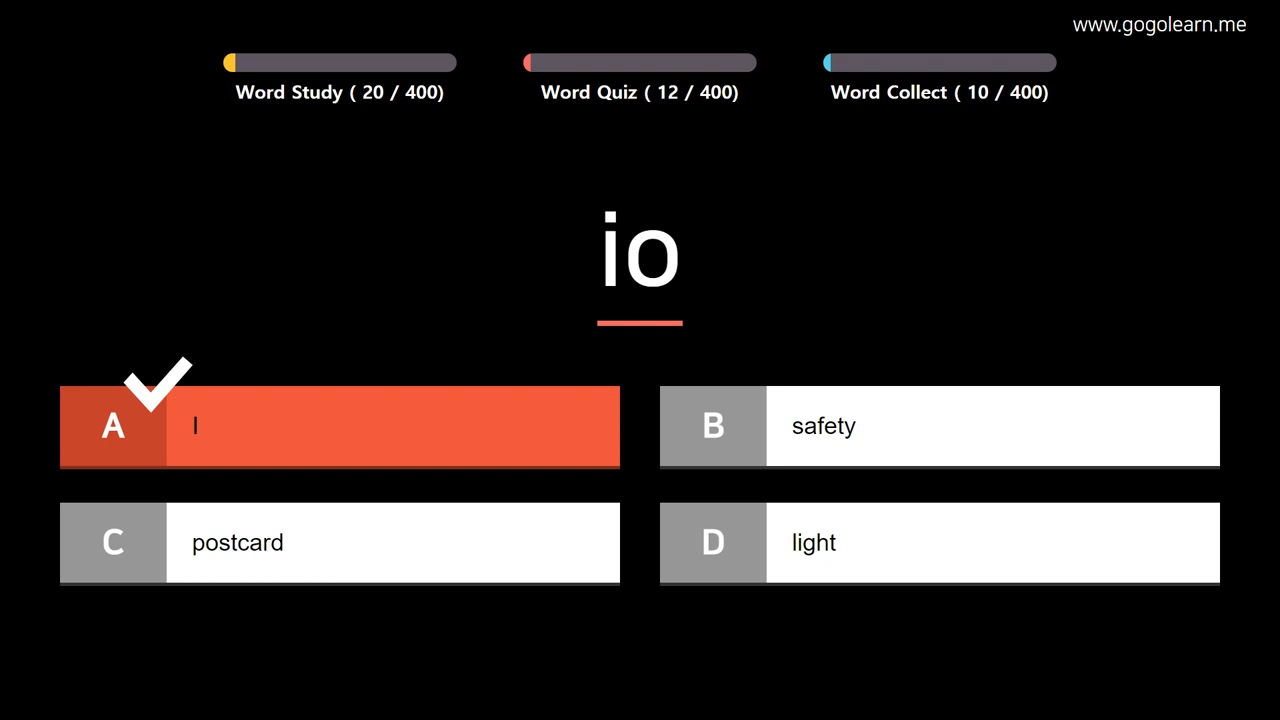 www.gogolearn.me
Word Study ( 20 / 400)
Word Quiz ( 12 / 400)
Word Collect ( 10 / 400)
io
A
I
B
safety
C
postcard
D
light